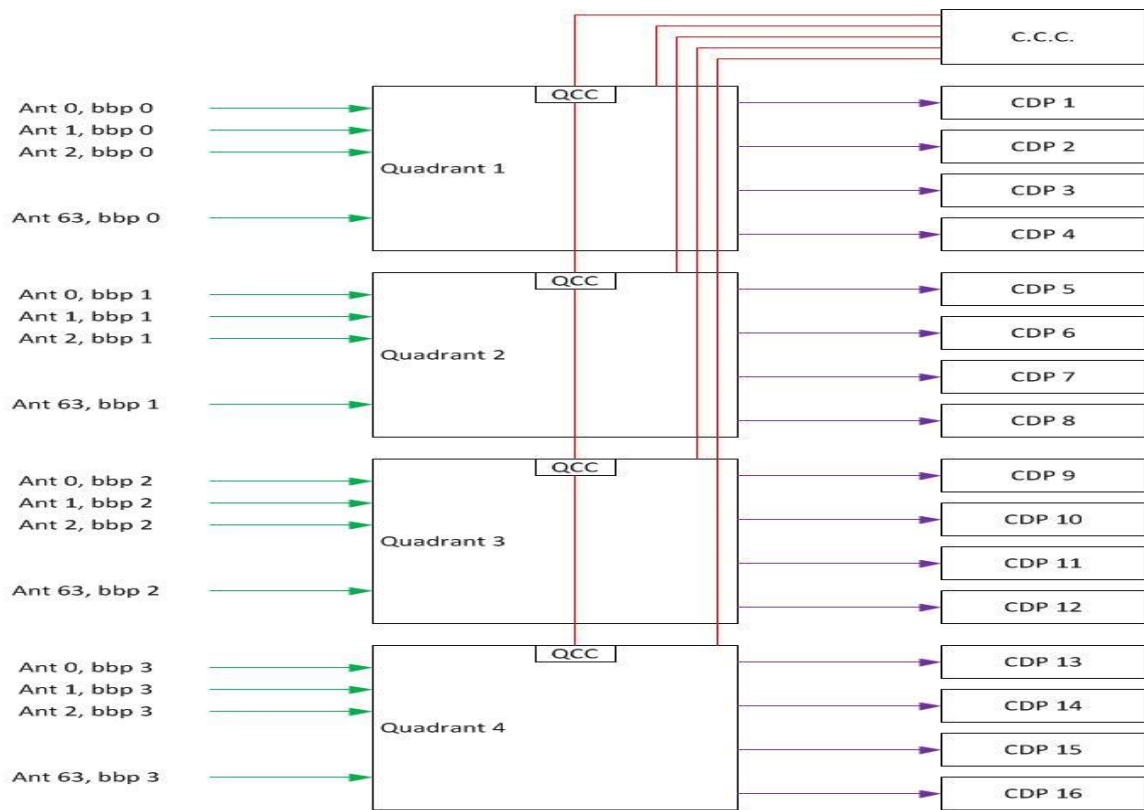 C.C.C.
QCC
Ant 0, bbp 0
Ant 1, bbp 0
Ant 2, bbp 0
Quadrant 1
Ant 63, bbp 0
CDP 1
CDP 2
CDP 3
CDP 4
QCC
Ant 0, bbp 1
Ant 1, bbp 1
Ant 2, bbp 1
Quadrant 2
Ant 63, bbp 1
CDP 5
CDP 6
CDP 7
CDP 8
QCC
Ant 0, bbp 2
Ant 1, bbp 2
Ant 2, bbp 2
Quadrant 3
Ant 63, bbp 2
CDP 9
CDP 10
CDP 11
CDP 12
QCC
Ant 0, bbp 3
Ant 1, bbp 3
Ant 2, bbp 3
Quadrant 4
Ant 63, bbp 3
CDP 13
CDP 14
CDP 15
CDP 16